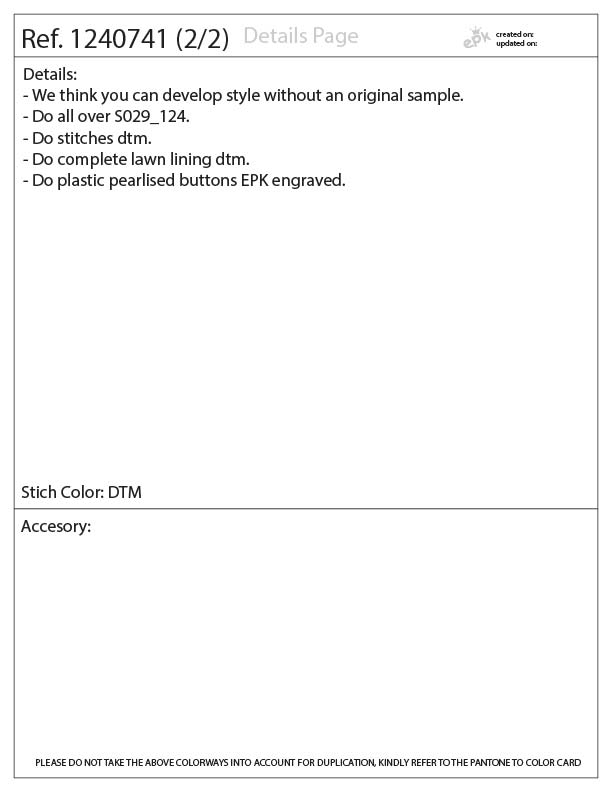 Ref. 1240741 (2/2) Details Page
epk
created on:
updated on:
Details:
- We think you can develop style without an original sample.
- Do all over S029_124.
- Do stitches dtm.
- Do complete lawn lining dtm.
- Do plastic pearlised buttons EPK engraved.
Stich Color: DTM
Accesory:
PLEASE DO NOT TAKE THE ABOVE COLORWAYS INTO ACCOUNT FOR DUPLICATION, KINDLY REFER TO THE PANTONE TO COLOR CARD